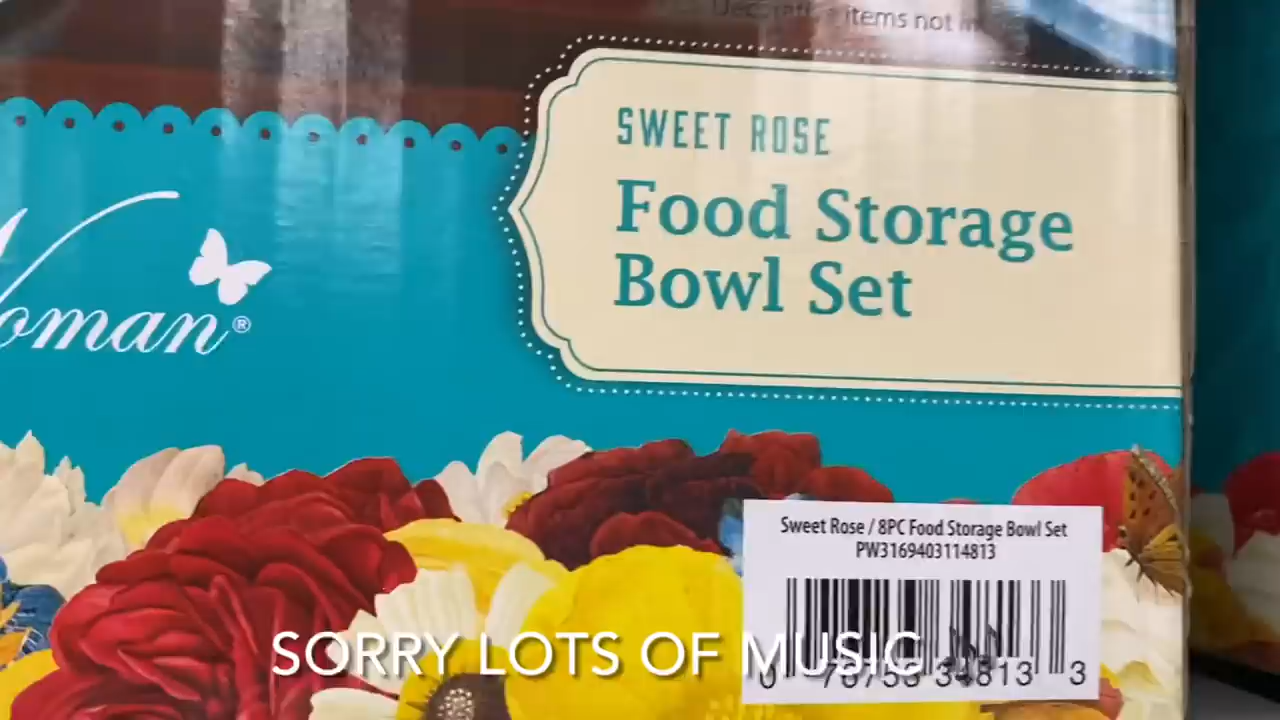 items not in
SWEET ROSE
Food Storage
Bowl Set
oman®
Sweet Rose / 8PC Food Storage Bowl Set
PW3169403114813
SORRY LOTS OF MUSIC
34813 3